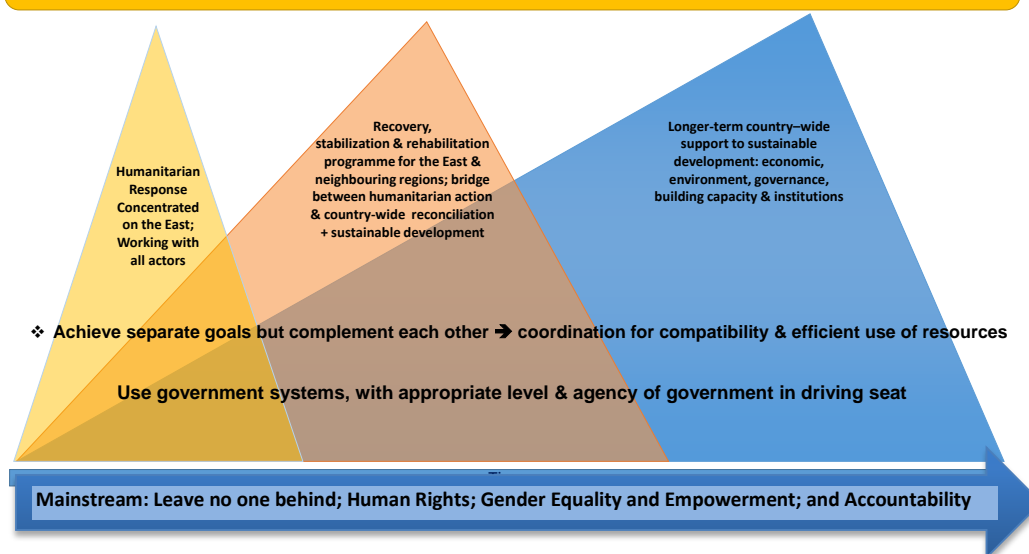 Humanitarian
Response
Concentrated
on the East;
Working with
all actors
Recovery,
stabilization & rehabilitation
programme for the East &
neighbouring regions; bridge
between humanitarian action
& country-wide reconciliation
+ sustainable development
Longer-term country–wide
support to sustainable
development: economic,
environment, governance,
building capacity & institutions
❖ Achieve separate goals but complement each other ➔ coordination for compatibility & efficient use of resources
Use government systems, with appropriate level & agency of government in driving seat
Mainstream: Leave no one behind; Human Rights; Gender Equality and Empowerment; and Accountability